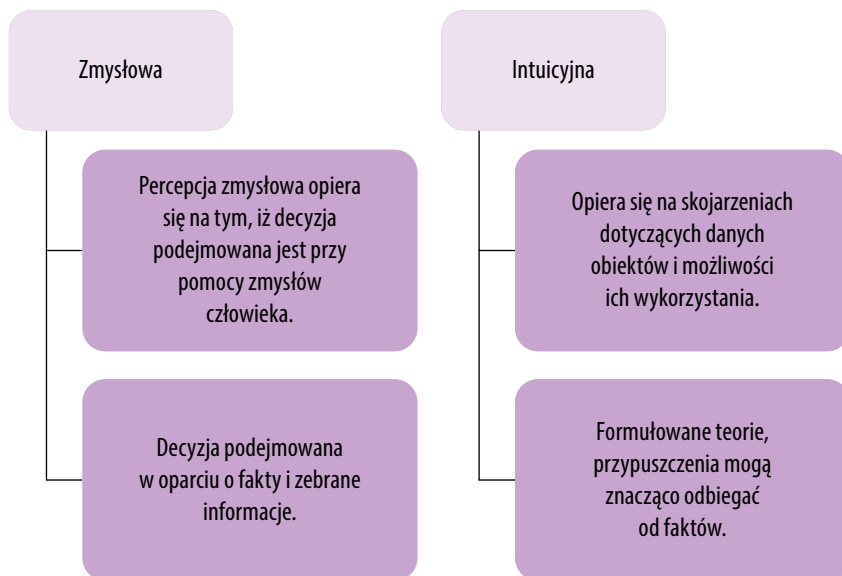 Zmysłowa
Percepcja zmysłowa opiera
się na tym, iż decyzja
podejmowana jest przy
pomocy zmysłów
człowieka.
Decyzja podejmowana
w oparciu o fakty i zebrane
informacje.
Intuicyjna
Opiera się na skojarzeniach
dotyczących danych
obiektów i możliwości
ich wykorzystania.
Formułowane teorie,
przypuszczenia mogą
znacząco odbiegać
od faktów.